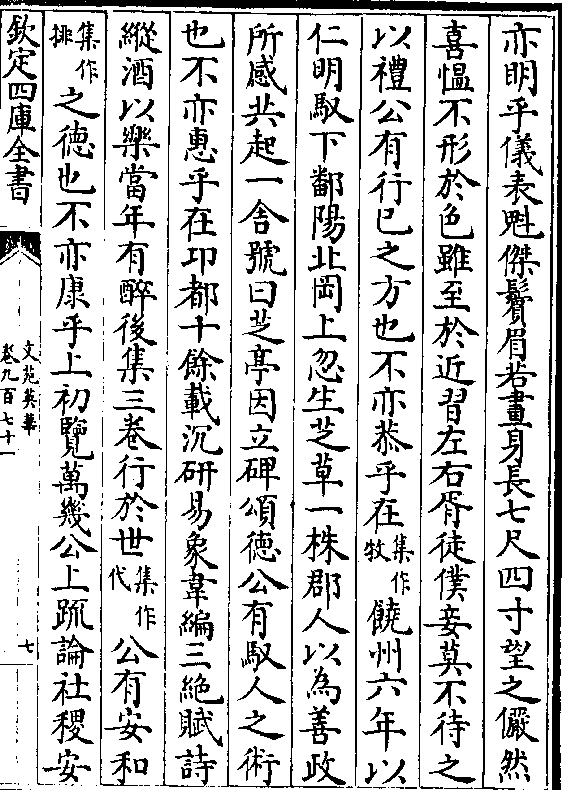 亦明乎儀表魁傑鬢眉若畫身長七尺四寸望之儼然
喜愠不形於色雖至於近習左右胥徒僕妾莫不待之
以禮公有行已之方也不亦恭乎在集作牧饒州六年以
仁明馭下鄱陽北岡上忽生芝草一株郡人以為善政
所感共起一舍號曰芝亭因立碑頌德公有馭人之術
也不亦惠乎在卭都十餘載沉研易象韋編三絶賦詩
縱酒以樂當年有醉後集三卷行於世集作代公有安和
集作排之德也不亦康乎上初覽萬幾公上疏論社稷安
欽定四庫全書
文苑英華
卷九百七十一
七